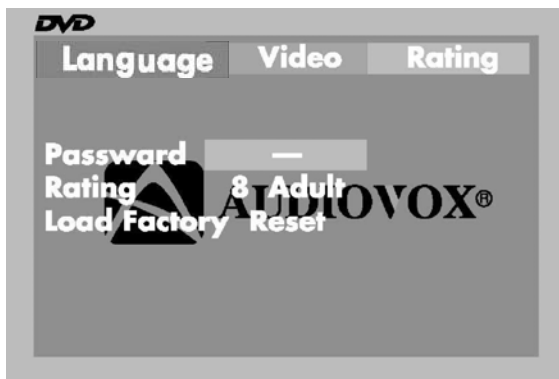 DVD
Language Video Rating
Passward —
Rating 8 Adult
AUDIOVOX®
Load Factory Reset